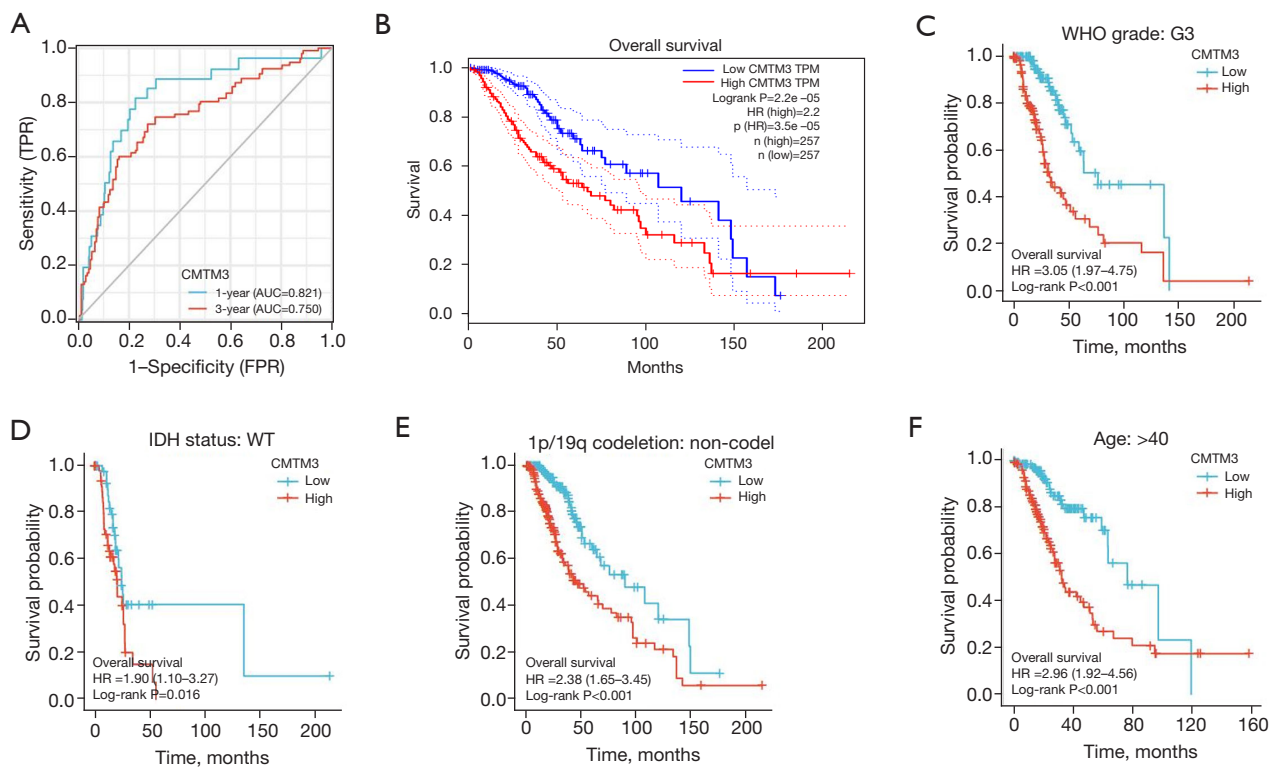 A
1.0
0.8
0.6
0.4
0.2
0.0
Sensitivity (TPR)
CMTM3
1-year (AUC=0.821)
3-year (AUC=0.750)
0.0
0.2
0.4
0.6
0.8
1.0
1–Specificity (FPR)
B
Overall survival
1.0
0.8
0.6
0.4
0.2
0.0
Survival
Low CMTM3 TPM
High CMTM3 TPM
Logrank P=2.2e −05
HR (high)=2.2
p (HR)=3.5e −05
n (high)=257
n (low)=257
0
50
100
150
200
Months
C
WHO grade: G3
CMTM3
Low
High
1.0
0.8
0.6
0.4
0.2
0.0
Survival probability
Overall survival
HR =3.05 (1.97–4.75)
Log-rank P<0.001
0
50
100
150
200
Time, months
D
IDH status: WT
CMTM3
Low
High
1.0
0.8
0.6
0.4
0.2
0.0
Survival probability
Overall survival
HR =1.90 (1.10–3.27)
Log-rank P=0.016
0
50
100
150
200
Time, months
E
1p/19q codeletion: non-codel
CMTM3
Low
High
1.0
0.8
0.6
0.4
0.2
0.0
Survival probability
Overall survival
HR =2.38 (1.65–3.45)
Log-rank P<0.001
0
50
100
150
200
Time, months
F
Age: >40
CMTM3
Low
High
1.0
0.8
0.6
0.4
0.2
0.0
Survival probability
Overall survival
HR =2.96 (1.92–4.56)
Log-rank P<0.001
0
40
80
120
160
Time, months